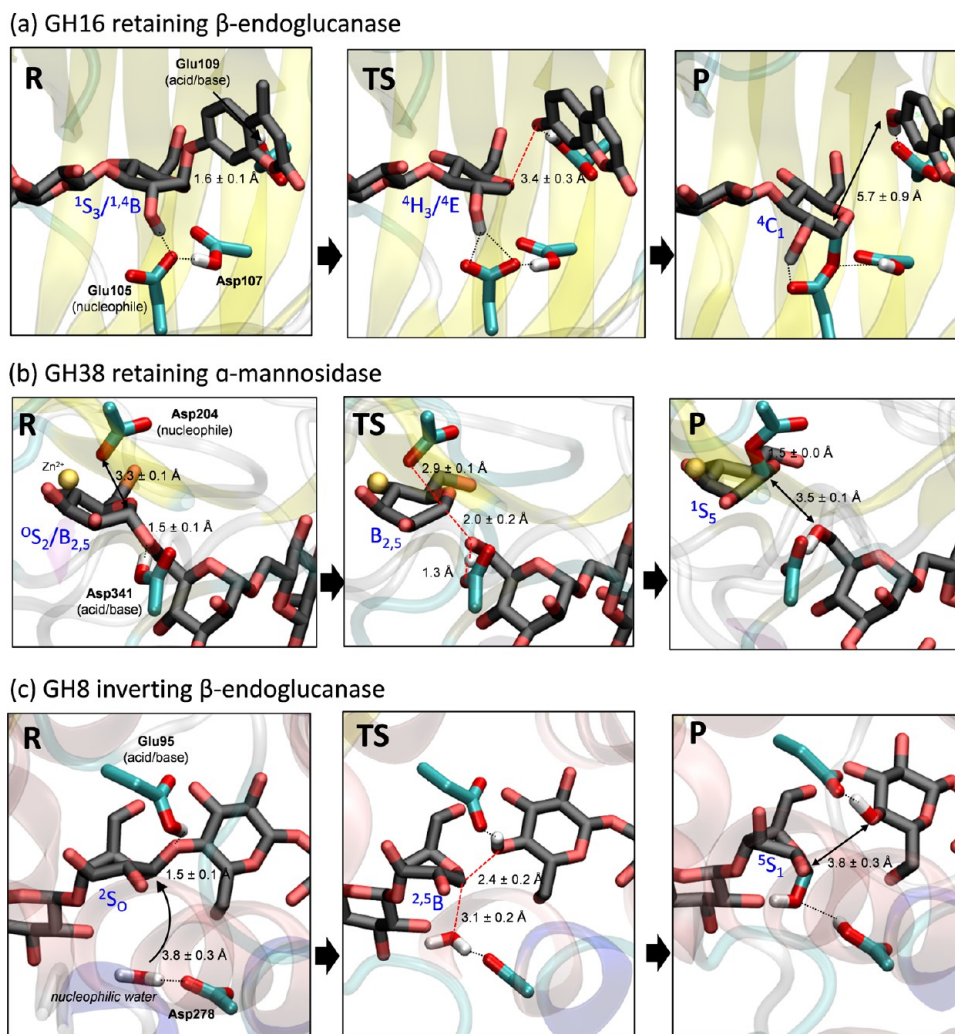 (a) GH16 retaining β-endoglucanase
R
Glu109
(acid/base)
1.6 ± 0.1 Å
¹S₃/¹,⁴B
Glu105
(nucleophile)
Asp107
TS
3.4 ± 0.3 Å
⁴H₃/⁴E
P
5.7 ± 0.9 Å
⁴C₁
(b) GH38 retaining α-mannosidase
R
Asp204
(nucleophile)
Zn²⁺
3.3 ± 0.1 Å
1.5 ± 0.1 Å
ᴼS₂/B₂,₅
Asp341
(acid/base)
TS
2.9 ± 0.1 Å
2.0 ± 0.2 Å
B₂,₅
1.3 Å
P
1.5 ± 0.0 Å
3.5 ± 0.1 Å
¹S₅
(c) GH8 inverting β-endoglucanase
R
Glu95
(acid/base)
1.5 ± 0.1 Å
²Sₒ
3.8 ± 0.3 Å
nucleophilic water
Asp278
TS
2.4 ± 0.2 Å
²,⁵B
3.1 ± 0.2 Å
P
3.8 ± 0.3 Å
⁵S₁